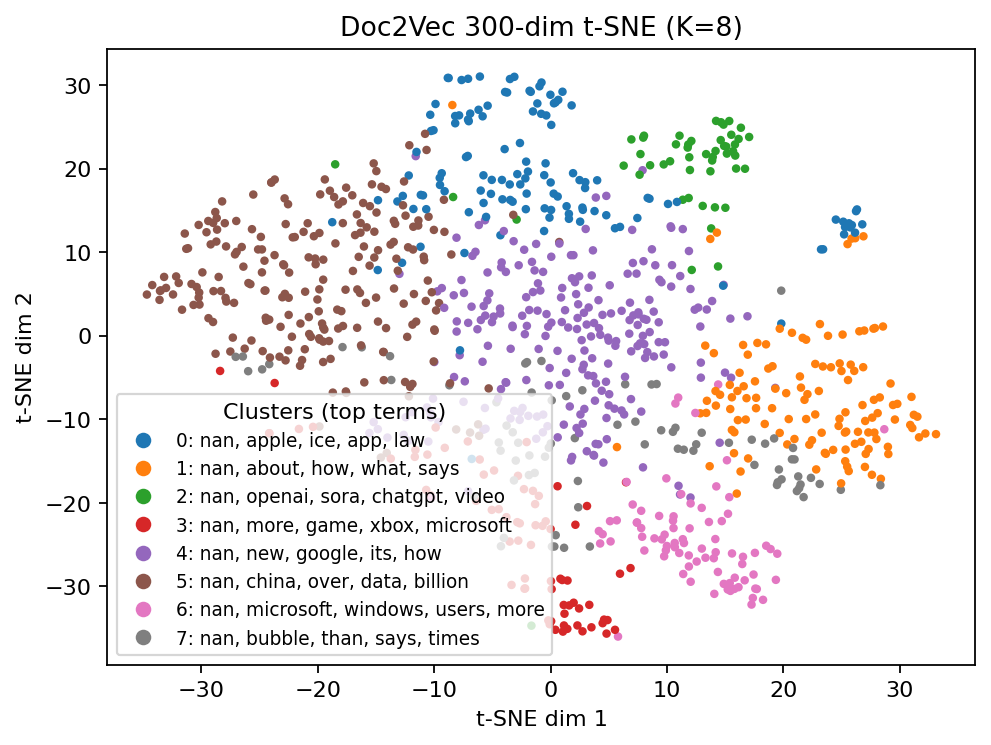 Doc2Vec 300-dim t-SNE (K=8)
t-SNE dim 2
30
20
10
0
−10
−20
−30
Clusters (top terms)
0: nan, apple, ice, app, law
1: nan, about, how, what, says
2: nan, openai, sora, chatgpt, video
3: nan, more, game, xbox, microsoft
4: nan, new, google, its, how
5: nan, china, over, data, billion
6: nan, microsoft, windows, users, more
7: nan, bubble, than, says, times
−30
−20
−10
0
10
20
30
t-SNE dim 1